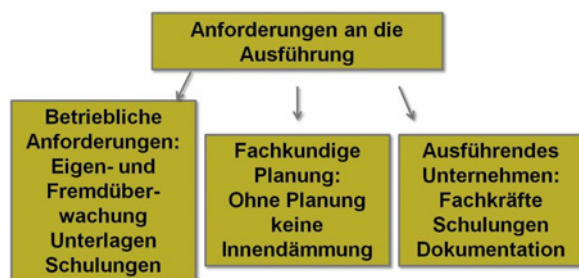 Anforderungen an die
Ausführung
Betriebliche
Anforderungen:
Eigen- und
Fremdüber-
wachung
Unterlagen
Schulungen
Fachkundige
Planung:
Ohne Planung
keine
Innendämmung
Ausführendes
Unternehmen:
Fachkräfte
Schulungen
Dokumentation